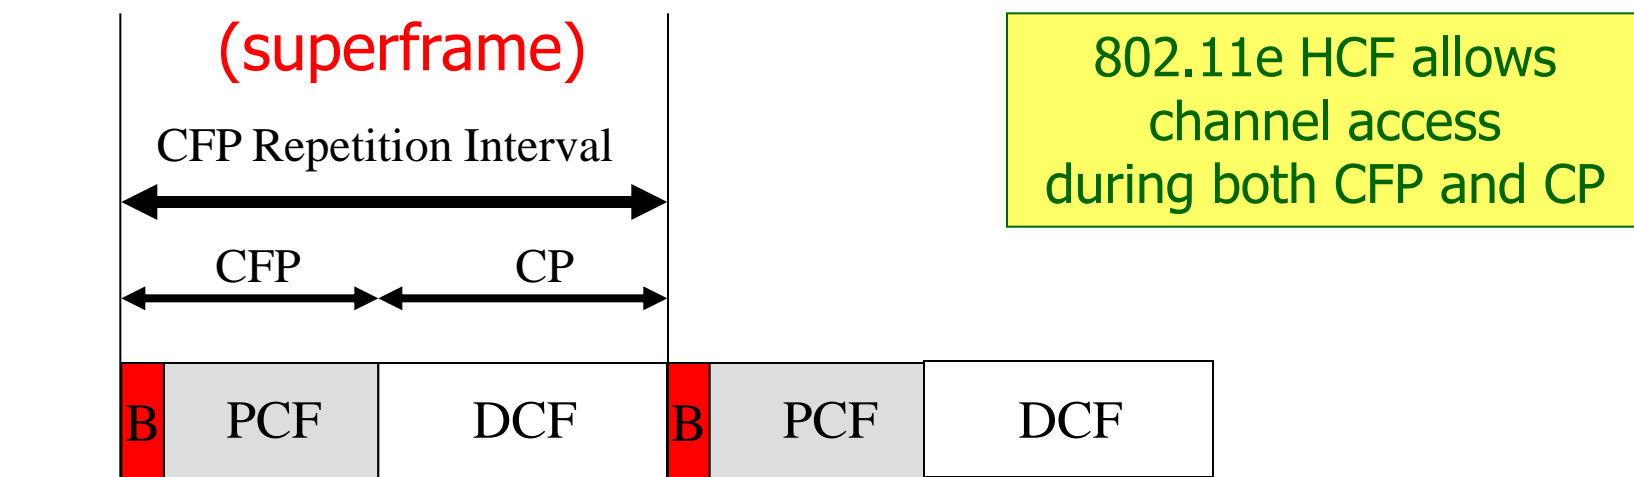 (superframe)
CFP Repetition Interval
CFP CP
B PCF DCF B PCF DCF
802.11e HCF allows
channel access
during both CFP and CP